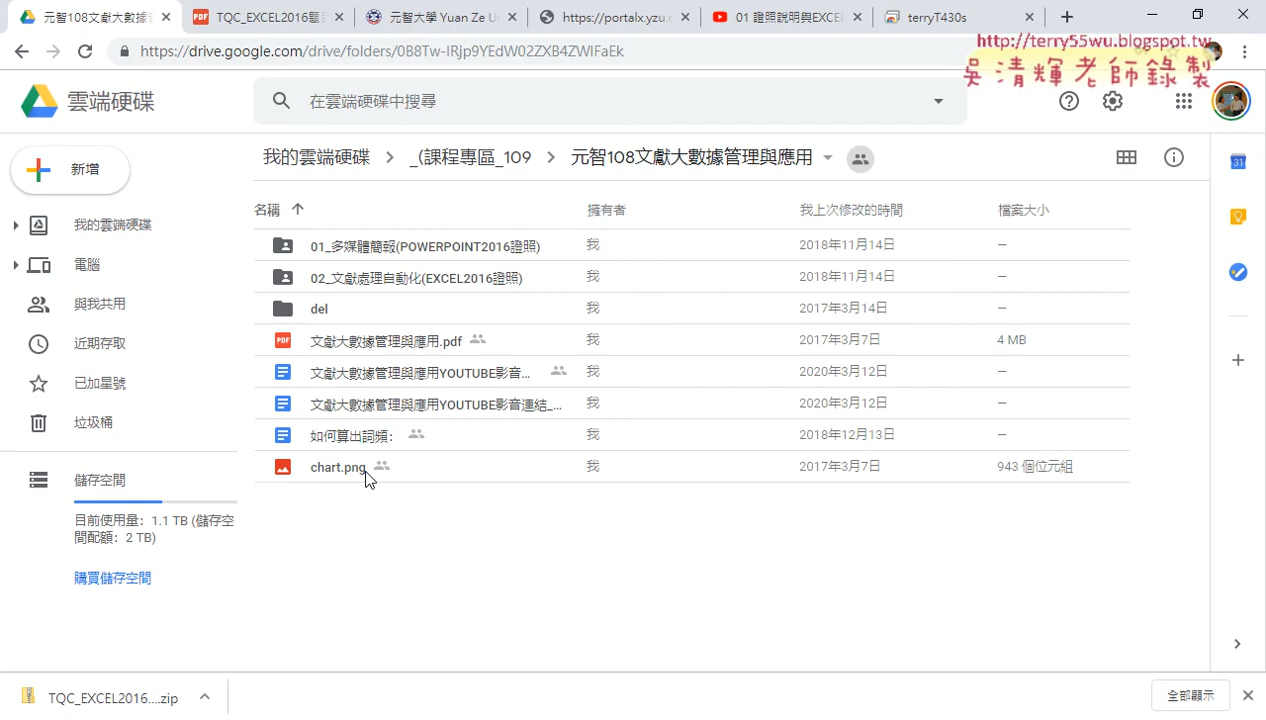 元智108文獻大數據管
TQC_EXCEL2016驅
元智大學 Yuan Ze U
https://portalx.yzu.e
01 證照說明與EXCEL
terryT430s
https://drive.google.com/drive/folders/0B8Tw-IRjp9YEdW02ZXB4ZWlFaEk
http://terry55wu.blogspot.tw
吳清輝老師錄製
雲端硬碟
在雲端硬碟中搜尋
新增
我的雲端硬碟
_(課程專區_109
元智108文獻大數據管理與應用
名稱
擁有者
我上次修改的時間
檔案大小
01_多媒體簡報(POWERPOINT2016證照)
我
2018年11月14日
–
02_文獻處理自動化(EXCEL2016證照)
我
2018年11月14日
–
del
我
2017年3月14日
–
文獻大數據管理與應用.pdf
我
2017年3月7日
4 MB
文獻大數據管理與應用YOUTUBE影音...
我
2020年3月12日
–
文獻大數據管理與應用YOUTUBE影音連結_...
我
2020年3月12日
–
如何算出詞頻：
我
2018年12月13日
–
chart.png
我
2017年3月7日
943 個位元組
我的雲端硬碟
電腦
與我共用
近期存取
已加星號
垃圾桶
儲存空間
目前使用量：1.1 TB (儲存空
間配額：2 TB)
購買儲存空間
31
TQC_EXCEL2016....zip
全部顯示